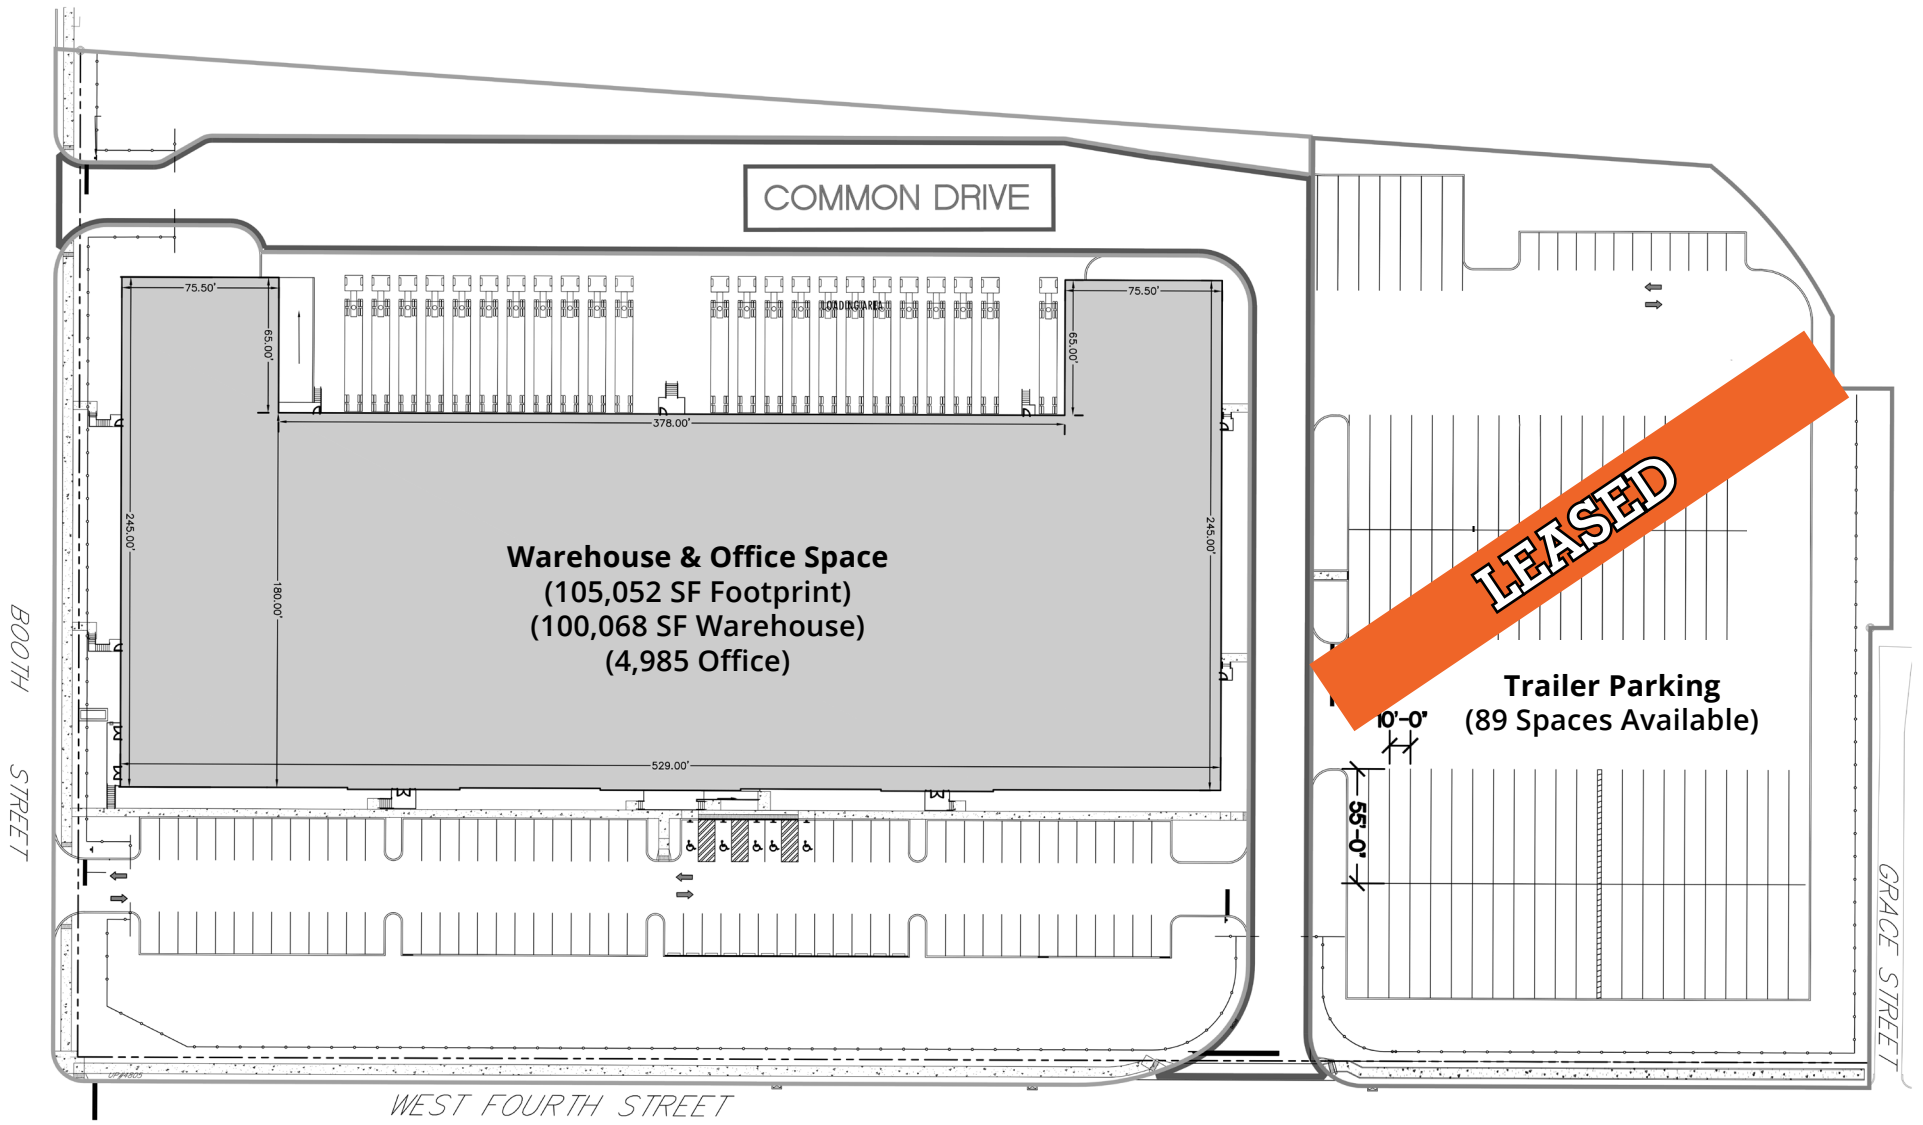 COMMON DRIVE
75.50'
75.50'
LOADING AREA
65.00'
65.00'
378.00'
245.00'
245.00'
180.00'
Warehouse & Office Space
(105,052 SF Footprint)
(100,068 SF Warehouse)
(4,985 Office)
529.00'
LEASED
Trailer Parking
(89 Spaces Available)
10'-0"
55'-0"
BOOTH STREET
GRACE STREET
WEST FOURTH STREET